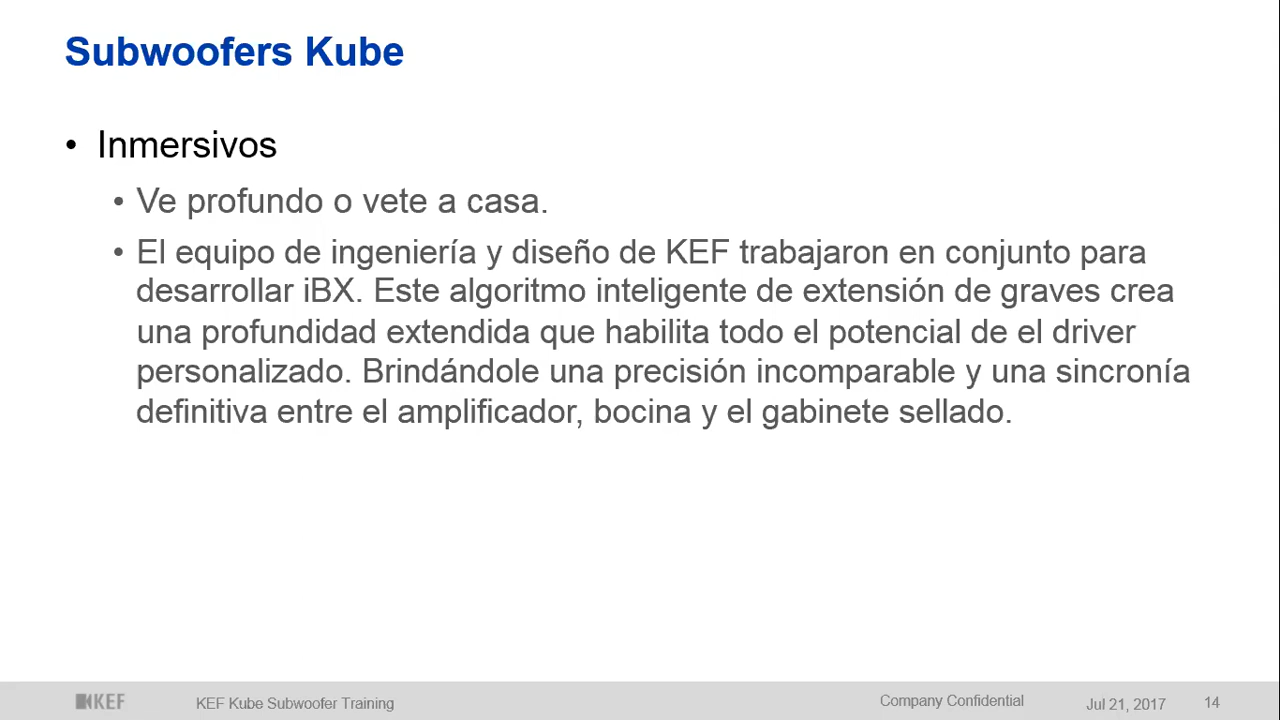 Subwoofers Kube
• Inmersivos
• Ve profundo o vete a casa.
• El equipo de ingeniería y diseño de KEF trabajaron en conjunto para
desarrollar iBX. Este algoritmo inteligente de extensión de graves crea
una profundidad extendida que habilita todo el potencial de el driver
personalizado. Brindándole una precisión incomparable y una sincronía
definitiva entre el amplificador, bocina y el gabinete sellado.
KEF KEF Kube Subwoofer Training Company Confidential Jul 21, 2017 14